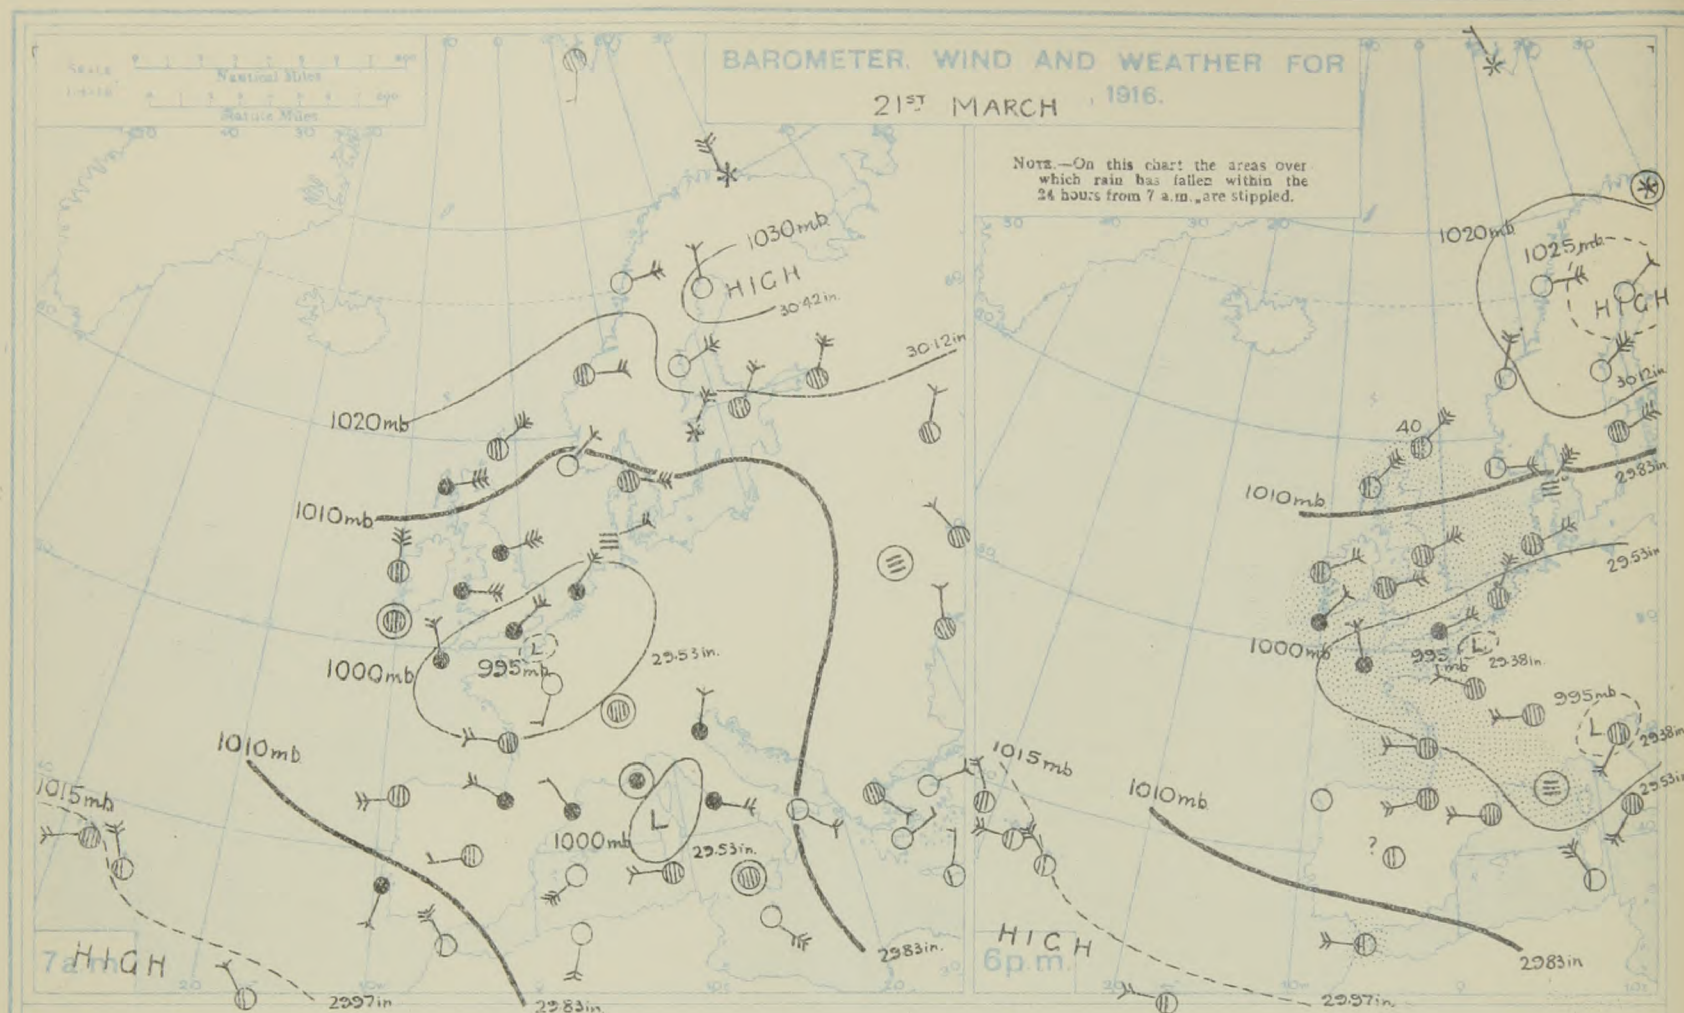 SCALE
Nautical Miles
Statute Miles
BAROMETER, WIND AND WEATHER FOR
21ST MARCH , 1916.
NOTE.—On this chart the areas over
which rain has fallen within the
24 hours from 7 a.m., are stippled.
1030mb
HIGH
30.42in.
30.12in
1020mb
1010mb
1000mb
995mb
L
29.53in.
1010mb
1015mb
1000mb
L
29.53in.
HIGH
7a.m.
29.97in
29.83in
29.83in.
1020mb
1025mb
HIGH
30.12in
40
1010mb
29.83in
29.53in
1000mb
995
mb
L
29.38in.
995mb
L
29.38in
29.53in
1015mb
1010mb
?
HIGH
6p.m.
29.97in.
29.83in